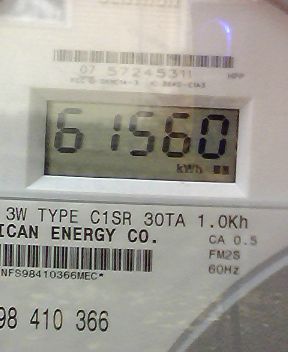 07 57245311 HPP
61560
kWh
3W TYPE C1SR 30TA 1.0Kh
ICAN ENERGY CO.
CA 0.5
FM2S
60Hz
*NFS98410366MEC*
98 410 366